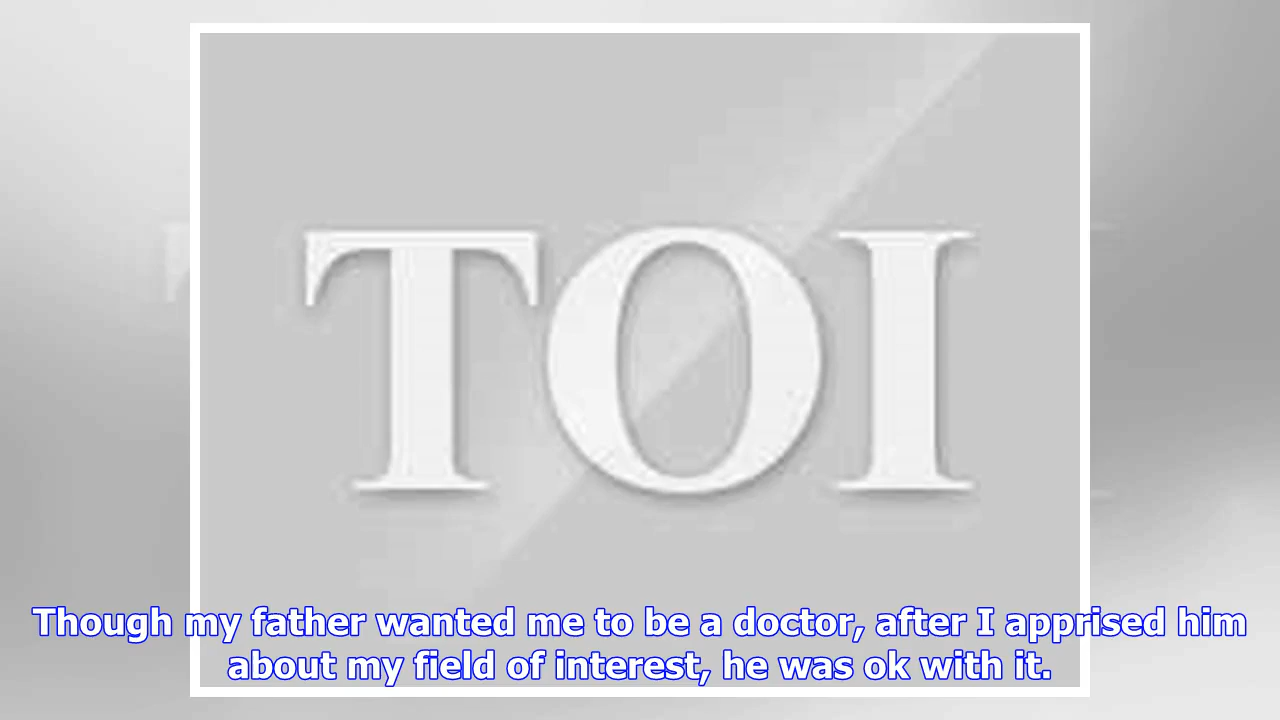 TOI
Though my father wanted me to be a doctor, after I apprised him
about my field of interest, he was ok with it.